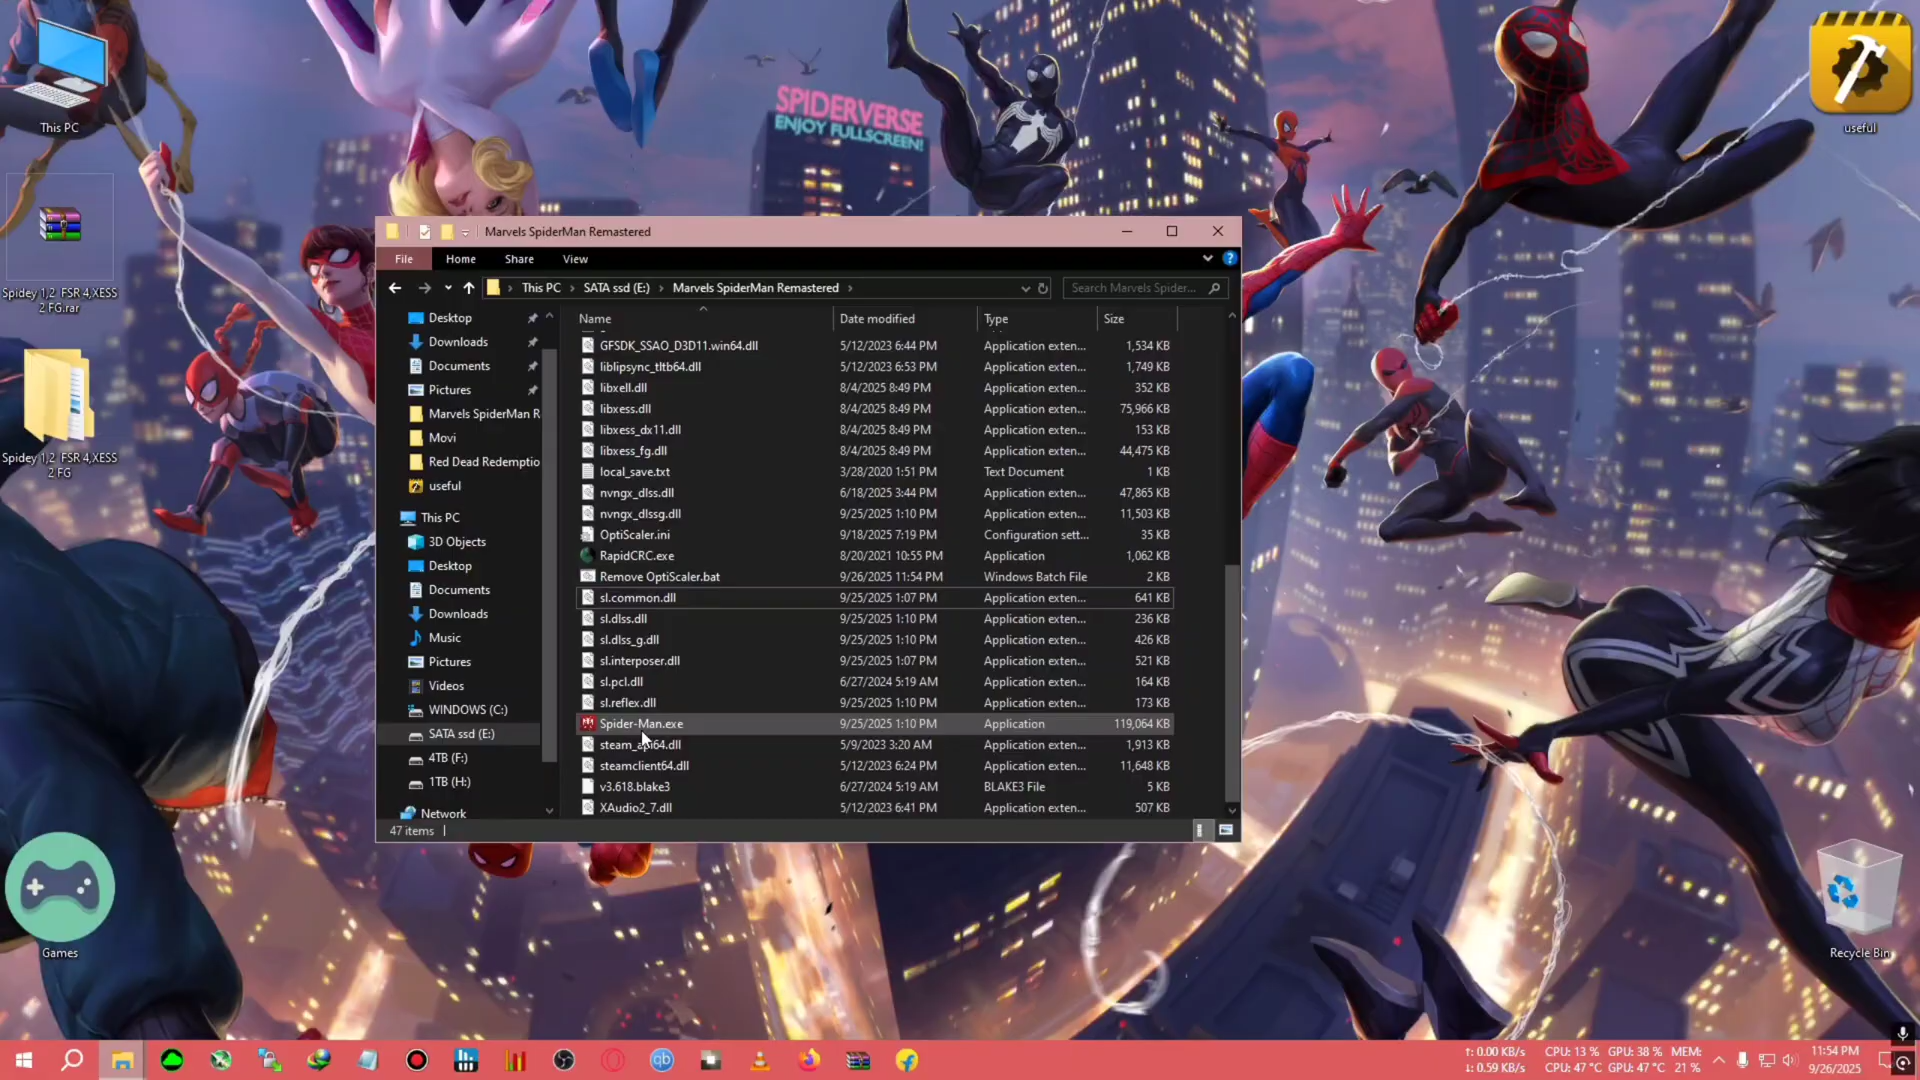 This PC
Spidey 1,2 FSR 4,XESS
2 FG.rar
Spidey 1,2 FSR 4,XESS
2 FG
Games
SPIDERVERSE
ENJOY FULLSCREEN!
useful
Recycle Bin
Marvels SpiderMan Remastered
File Home Share View
This PC > SATA ssd (E:) > Marvels SpiderMan Remastered >
Search Marvels Spider...
Desktop
Downloads
Documents
Pictures
Marvels SpiderMan R
Movi
Red Dead Redemptio
useful
This PC
3D Objects
Desktop
Documents
Downloads
Music
Pictures
Videos
WINDOWS (C:)
SATA ssd (E:)
4TB (F:)
1TB (H:)
Network
Name Date modified Type Size
GFSDK_SSAO_D3D11.win64.dll 5/12/2023 6:44 PM Application exten... 1,534 KB
liblipsync_tltb64.dll 5/12/2023 6:53 PM Application exten... 1,749 KB
libxell.dll 8/4/2025 8:49 PM Application exten... 352 KB
libxess.dll 8/4/2025 8:49 PM Application exten... 75,966 KB
libxess_dx11.dll 8/4/2025 8:49 PM Application exten... 153 KB
libxess_fg.dll 8/4/2025 8:49 PM Application exten... 44,475 KB
local_save.txt 3/28/2020 1:51 PM Text Document 1 KB
nvngx_dlss.dll 6/18/2025 3:44 PM Application exten... 47,865 KB
nvngx_dlssg.dll 9/25/2025 1:10 PM Application exten... 11,503 KB
OptiScaler.ini 9/18/2025 7:19 PM Configuration sett... 35 KB
RapidCRC.exe 8/20/2021 10:55 PM Application 1,062 KB
Remove OptiScaler.bat 9/26/2025 11:54 PM Windows Batch File 2 KB
sl.common.dll 9/25/2025 1:07 PM Application exten... 641 KB
sl.dlss.dll 9/25/2025 1:10 PM Application exten... 236 KB
sl.dlss_g.dll 9/25/2025 1:10 PM Application exten... 426 KB
sl.interposer.dll 9/25/2025 1:07 PM Application exten... 521 KB
sl.pcl.dll 6/27/2024 5:19 AM Application exten... 164 KB
sl.reflex.dll 9/25/2025 1:10 PM Application exten... 173 KB
Spider-Man.exe 9/25/2025 1:10 PM Application 119,064 KB
steam_api64.dll 5/9/2023 3:20 AM Application exten... 1,913 KB
steamclient64.dll 5/12/2023 6:24 PM Application exten... 11,648 KB
v3.618.blake3 6/27/2024 5:19 AM BLAKE3 File 5 KB
XAudio2_7.dll 5/12/2023 6:41 PM Application exten... 507 KB
47 items
↑: 0.00 KB/s CPU: 13 % GPU: 38 % MEM:
↓: 0.59 KB/s CPU: 47 °C GPU: 47 °C 21 %
11:54 PM
9/26/2025